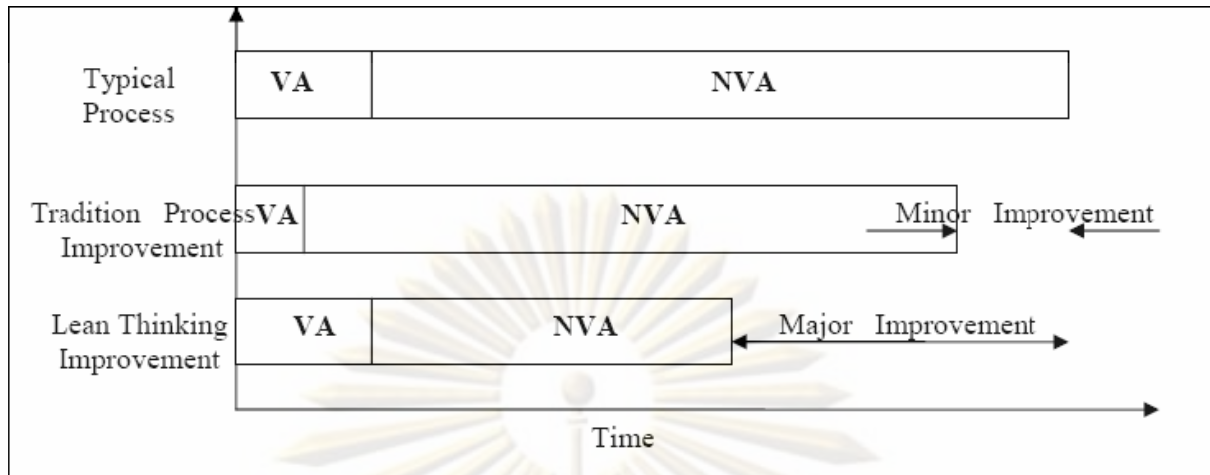 Typical
Process
VA
NVA
Tradition Process
Improvement
VA
NVA
Minor Improvement
Lean Thinking
Improvement
VA
NVA
Major Improvement
Time